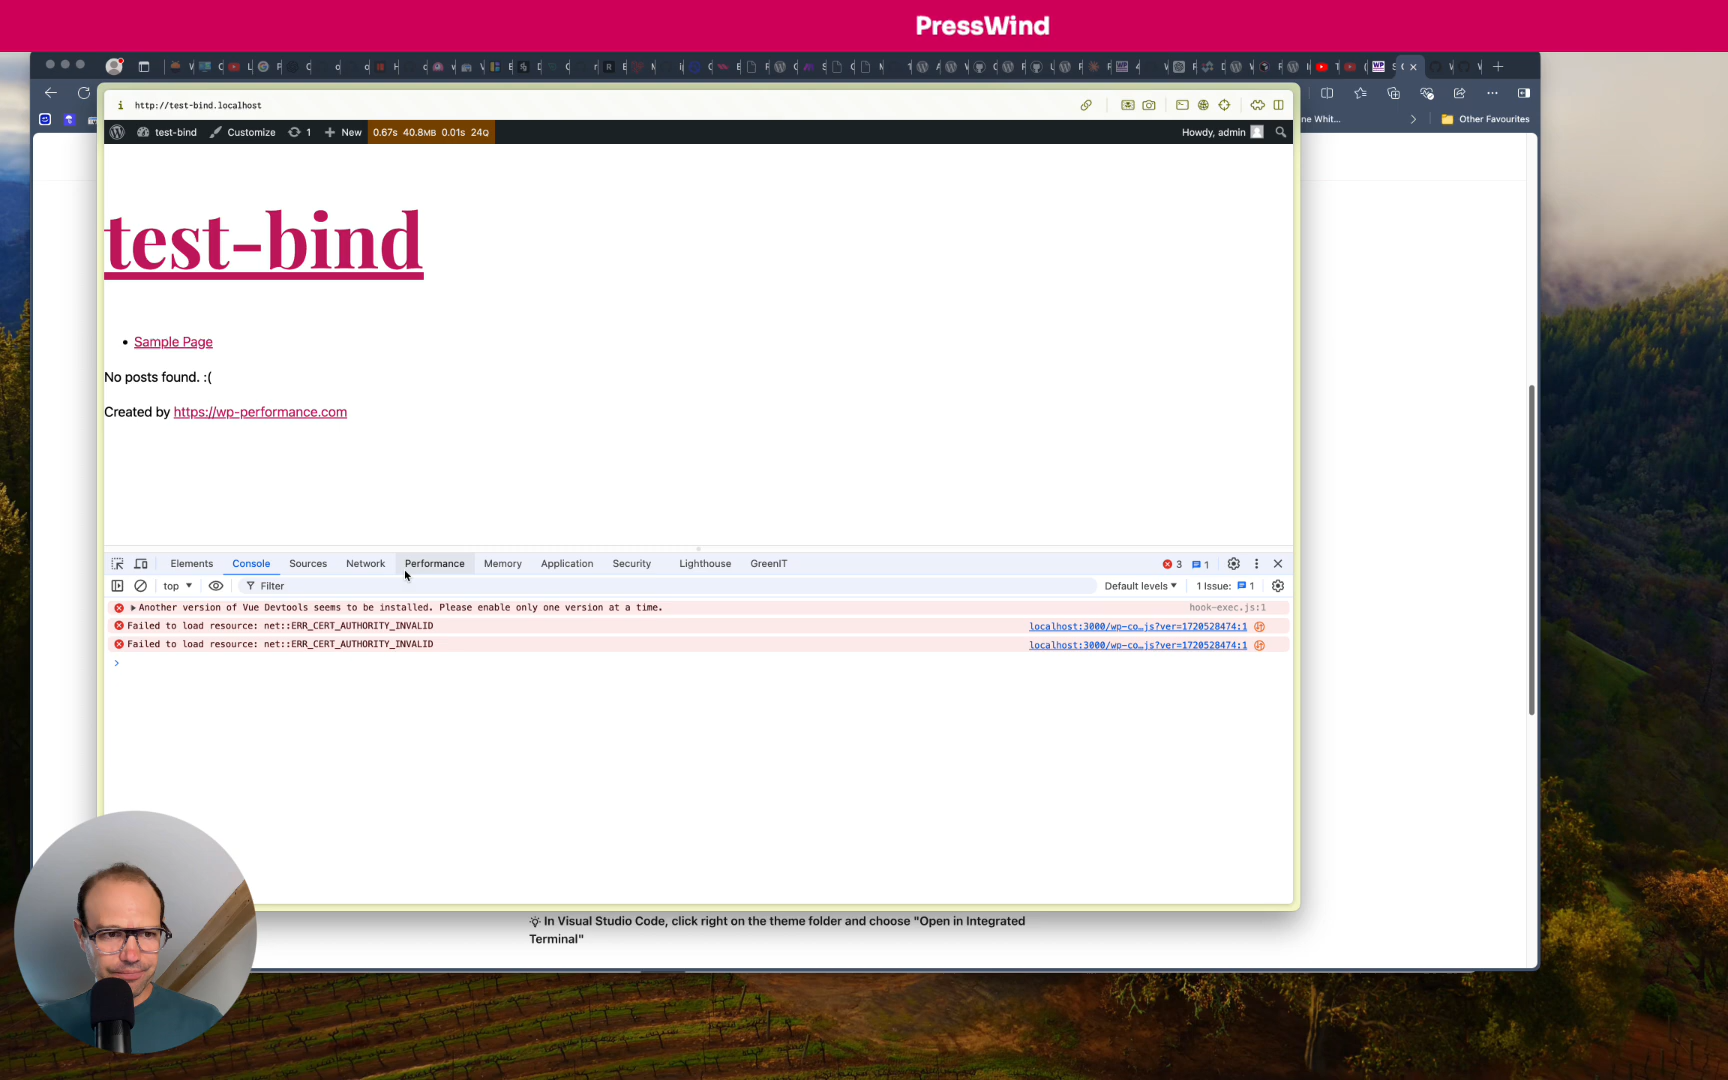 PressWind
http://test-bind.localhost
ne Whit...
Other Favourites
test-bind
Customize
1
New
0.67s 40.8MB 0.01s 24Q
Howdy, admin
test-bind
Sample Page
No posts found. :(
Created by https://wp-performance.com
Elements
Console
Sources
Network
Performance
Memory
Application
Security
Lighthouse
GreenIT
3
1
top
Filter
Default levels
1 Issue:
1
Another version of Vue Devtools seems to be installed. Please enable only one version at a time.
hook-exec.js:1
Failed to load resource: net::ERR_CERT_AUTHORITY_INVALID
localhost:3000/wp-co…js?ver=1720528474:1
Failed to load resource: net::ERR_CERT_AUTHORITY_INVALID
localhost:3000/wp-co…js?ver=1720528474:1
In Visual Studio Code, click right on the theme folder and choose "Open in Integrated
Terminal"